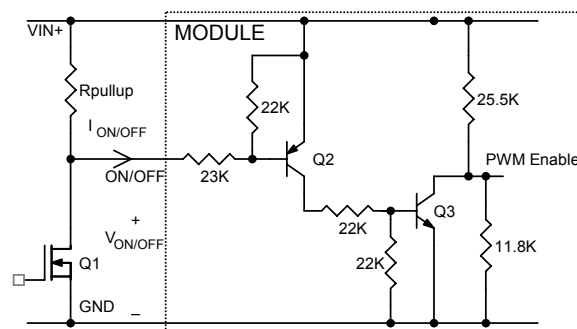 VIN+
MODULE
Rpullup
22K
25.5K
I ON/OFF
ON/OFF
23K
Q2
PWM Enable
+
V ON/OFF
22K
Q3
Q1
22K
11.8K
GND
_